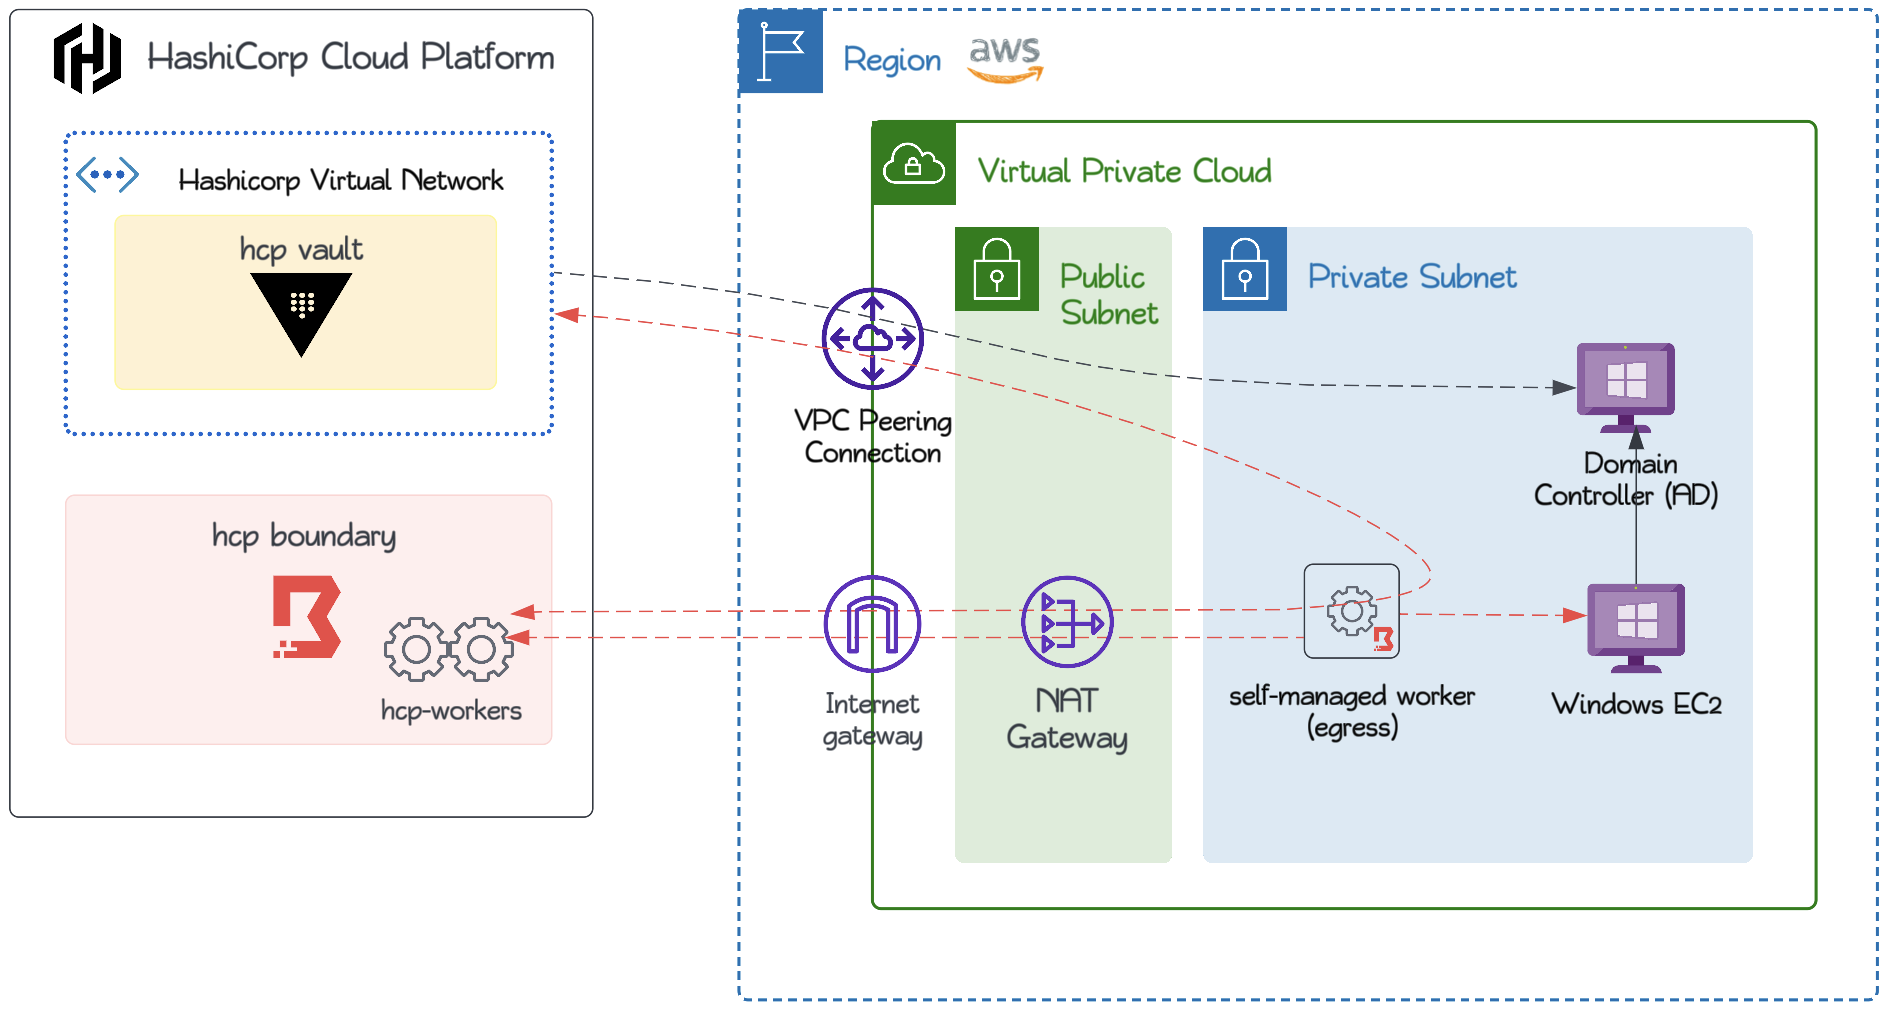 HashiCorp Cloud Platform
Hashicorp Virtual Network
hcp vault
hcp boundary
hcp-workers
Region
aws
Virtual Private Cloud
Public
Subnet
Private Subnet
VPC Peering
Connection
Domain
Controller (AD)
Internet
gateway
NAT
Gateway
self-managed worker
(egress)
Windows EC2